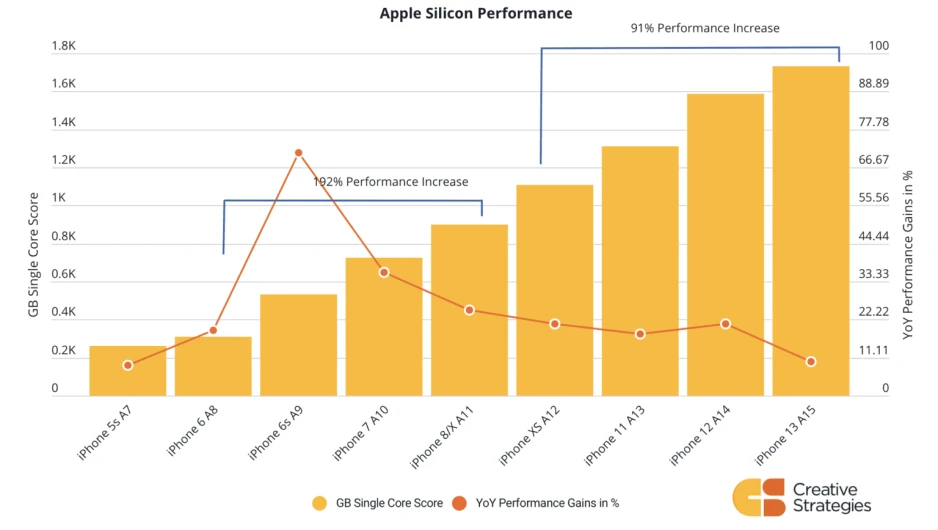 Apple Silicon Performance
91% Performance Increase
1.8K
1.6K
1.4K
1.2K
1K
0.8K
0.6K
0.4K
0.2K
0
GB Single Core Score
192% Performance Increase
100
88.89
77.78
66.67
55.56
44.44
33.33
22.22
11.11
0
YoY Performance Gains in %
iPhone 5s A7
iPhone 6 A8
iPhone 6s A9
iPhone 7 A10
iPhone 8/X A11
iPhone XS A12
iPhone 11 A13
iPhone 12 A14
iPhone 13 A15
GB Single Core Score
YoY Performance Gains in %
Creative
Strategies